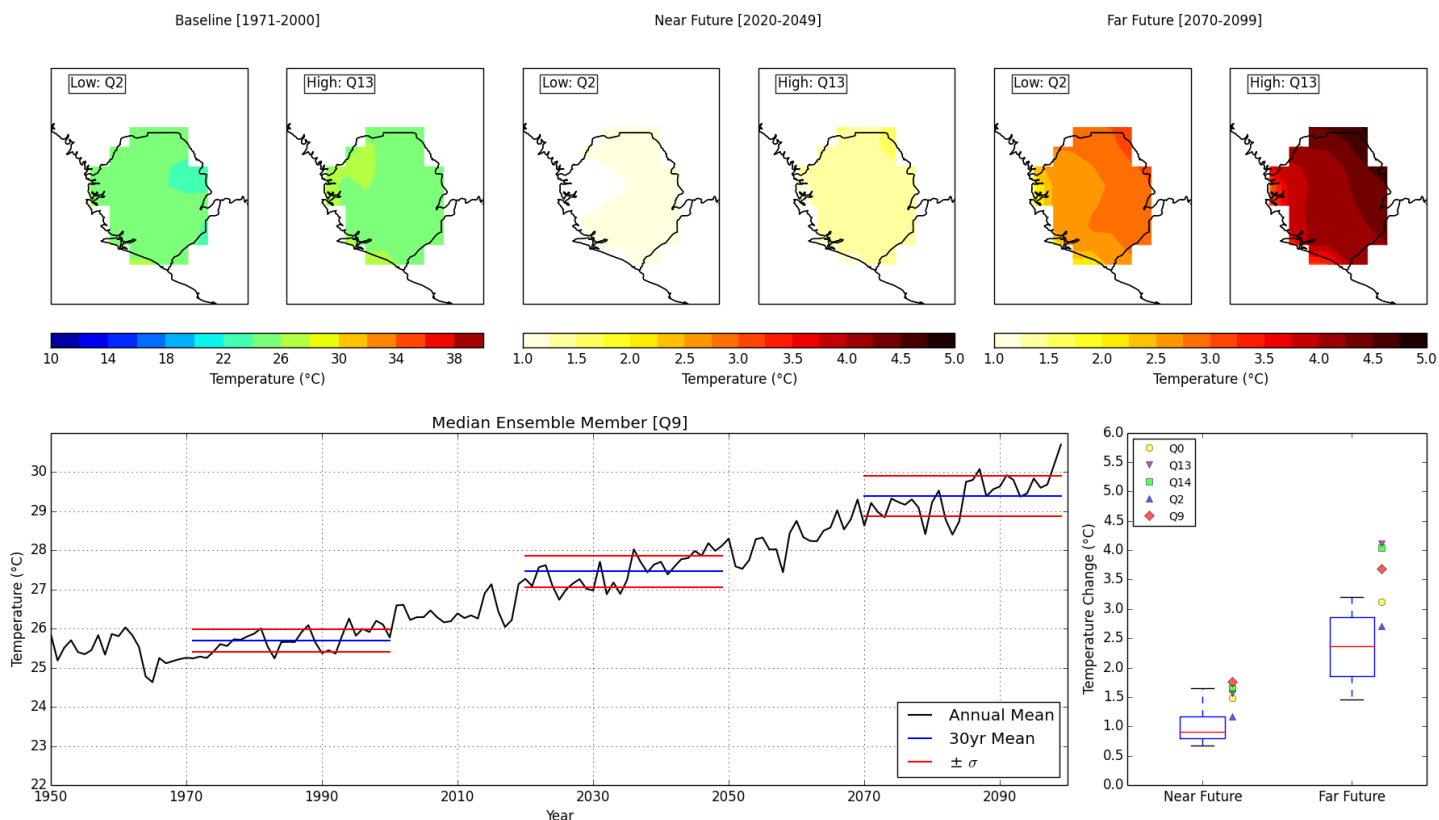 Baseline [1971-2000] Near Future [2020-2049] Far Future [2070-2099]
Low: Q2 High: Q13 Low: Q2 High: Q13 Low: Q2 High: Q13
10 14 18 22 26 30 34 38 1.0 1.5 2.0 2.5 3.0 3.5 4.0 4.5 5.0 1.0 1.5 2.0 2.5 3.0 3.5 4.0 4.5 5.0
Temperature (°C) Temperature (°C) Temperature (°C)
Median Ensemble Member [Q9]
Temperature (°C)
30
29
28
27
26
25
24
23
22
1950 1970 1990 2010 2030 2050 2070 2090
Year
Annual Mean
30yr Mean
± σ
Temperature Change (°C)
6.0
5.5
5.0
4.5
4.0
3.5
3.0
2.5
2.0
1.5
1.0
0.5
0.0
Q0
Q13
Q14
Q2
Q9
Near Future Far Future